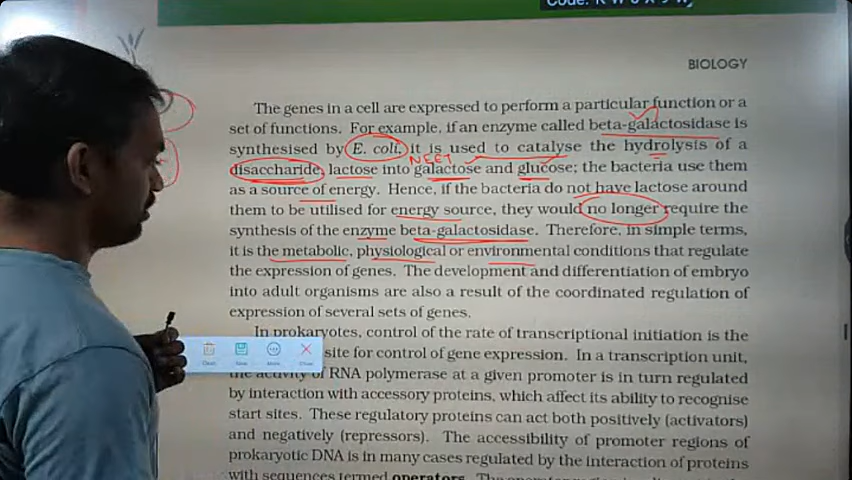 BIOLOGY
The genes in a cell are expressed to perform a particular function or a
set of functions. For example, if an enzyme called beta-galactosidase is
synthesised by E. coli, it is used to catalyse the hydrolysis of a
NEET
disaccharide, lactose into galactose and glucose; the bacteria use them
as a source of energy. Hence, if the bacteria do not have lactose around
them to be utilised for energy source, they would no longer require the
synthesis of the enzyme beta-galactosidase. Therefore, in simple terms,
it is the metabolic, physiological or environmental conditions that regulate
the expression of genes. The development and differentiation of embryo
into adult organisms are also a result of the coordinated regulation of
expression of several sets of genes.
In prokaryotes, control of the rate of transcriptional initiation is the
site for control of gene expression. In a transcription unit,
the activity of RNA polymerase at a given promoter is in turn regulated
by interaction with accessory proteins, which affect its ability to recognise
start sites. These regulatory proteins can act both positively (activators)
and negatively (repressors). The accessibility of promoter regions of
prokaryotic DNA is in many cases regulated by the interaction of proteins
with sequences termed operators. The